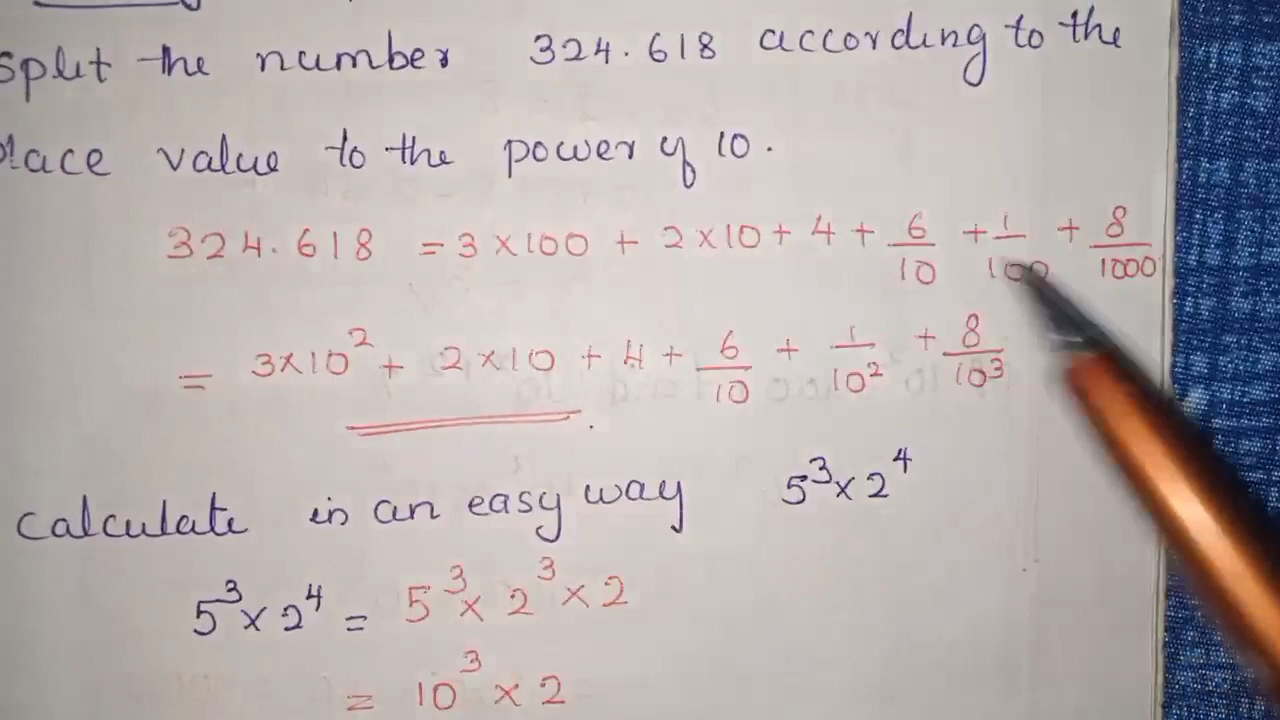 split the number 324.618 according to the
place value to the power of 10.
324.618 = 3×100 + 2×10 + 4 + 6/10 + 1/100 + 8/1000
= 3×10² + 2×10 + 4 + 6/10 + 1/10² + 8/10³
.
calculate in an easy way 5³×2⁴
5³×2⁴ = 5³×2³×2
= 10³×2